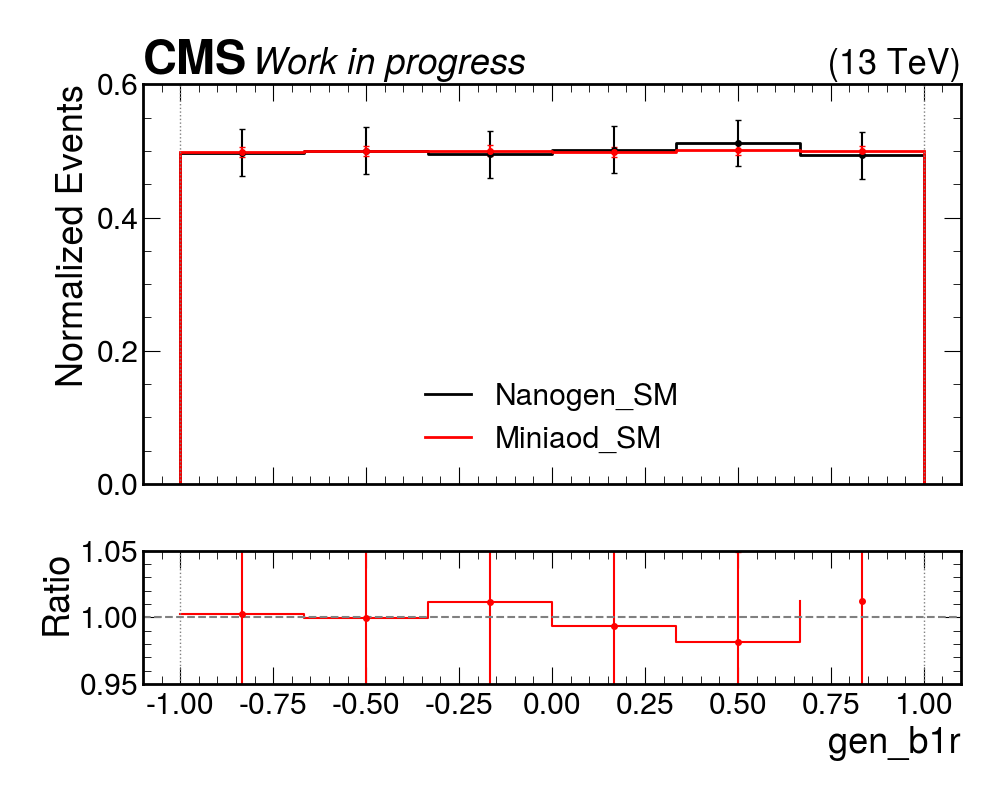 CMS Work in progress (13 TeV)
Normalized Events
0.6
0.4
0.2
0.0
Nanogen_SM
Miniaod_SM
Ratio
1.05
1.00
0.95
-1.00 -0.75 -0.50 -0.25 0.00 0.25 0.50 0.75 1.00
gen_b1r